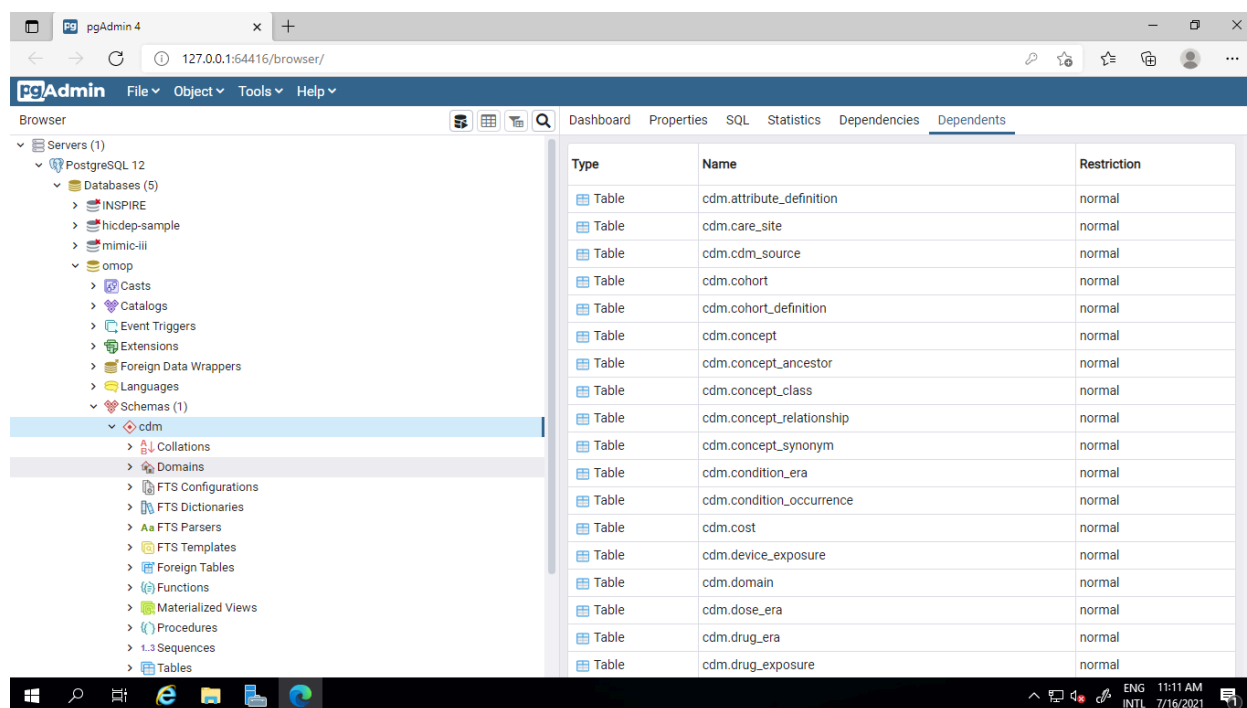 pgAdmin 4
127.0.0.1:64416/browser/
pgAdmin File Object Tools Help
Browser
Dashboard Properties SQL Statistics Dependencies Dependents
Servers (1)
PostgreSQL 12
Databases (5)
INSPIRE
hicdep-sample
mimic-iii
omop
Casts
Catalogs
Event Triggers
Extensions
Foreign Data Wrappers
Languages
Schemas (1)
cdm
Collations
Domains
FTS Configurations
FTS Dictionaries
Aa FTS Parsers
FTS Templates
Foreign Tables
Functions
Materialized Views
Procedures
1..3 Sequences
Tables
Type Name Restriction
Table cdm.attribute_definition normal
Table cdm.care_site normal
Table cdm.cdm_source normal
Table cdm.cohort normal
Table cdm.cohort_definition normal
Table cdm.concept normal
Table cdm.concept_ancestor normal
Table cdm.concept_class normal
Table cdm.concept_relationship normal
Table cdm.concept_synonym normal
Table cdm.condition_era normal
Table cdm.condition_occurrence normal
Table cdm.cost normal
Table cdm.device_exposure normal
Table cdm.domain normal
Table cdm.dose_era normal
Table cdm.drug_era normal
Table cdm.drug_exposure normal
ENG 11:11 AM
INTL 7/16/2021